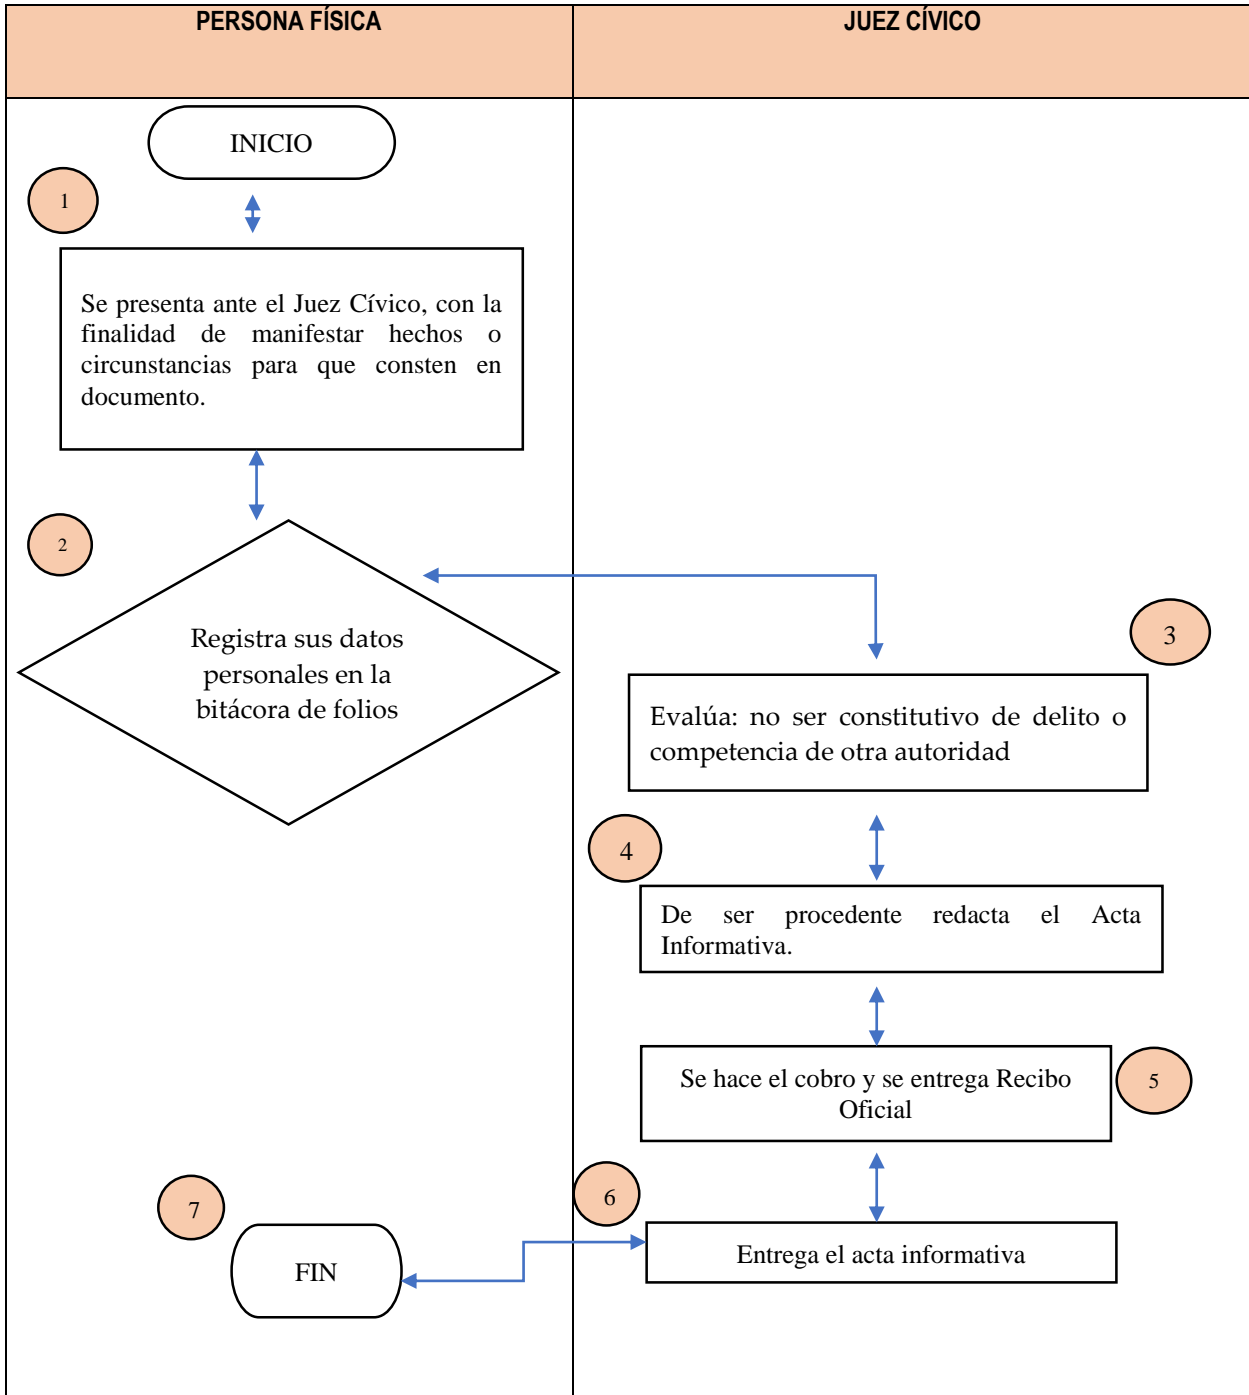 PERSONA FÍSICA
JUEZ CÍVICO
INICIO
1
Se presenta ante el Juez Cívico, con la
finalidad de manifestar hechos o
circunstancias para que consten en
documento.
2
Registra sus datos
personales en la
bitácora de folios
3
Evalúa: no ser constitutivo de delito o
competencia de otra autoridad
4
De ser procedente redacta el Acta
Informativa.
Se hace el cobro y se entrega Recibo
Oficial
5
6
Entrega el acta informativa
7
FIN